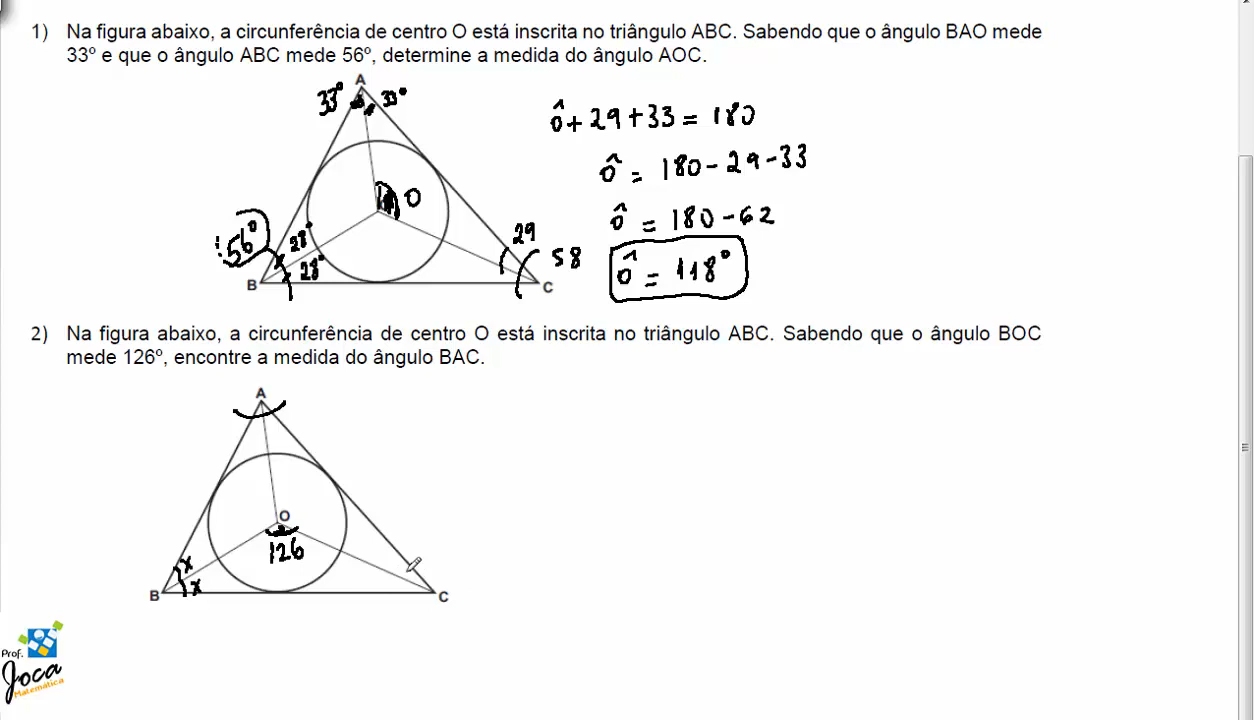 1) Na figura abaixo, a circunferência de centro O está inscrita no triângulo ABC. Sabendo que o ângulo BAO mede
33º e que o ângulo ABC mede 56º, determine a medida do ângulo AOC.
A
33° 33°
Ô + 29 + 33 = 180
Ô = 180 - 29 - 33
O
Ô = 180 - 62
56° 28° 29
28° 58
Ô = 118°
B C
2) Na figura abaixo, a circunferência de centro O está inscrita no triângulo ABC. Sabendo que o ângulo BOC
mede 126º, encontre a medida do ângulo BAC.
A
O
126
x
x
B C
Prof.
Joca
Matemática